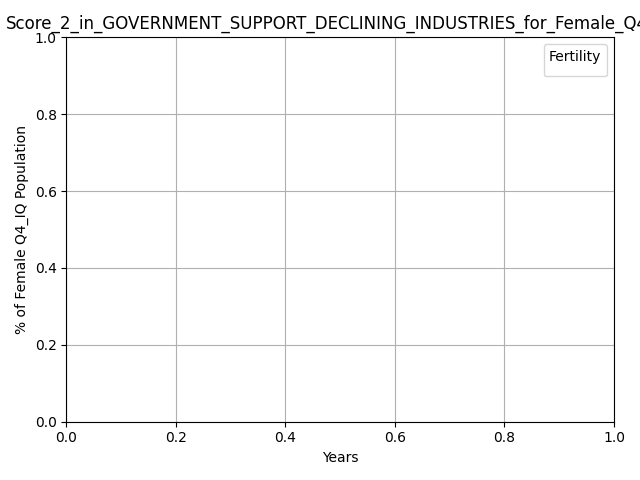 Score_2_in_GOVERNMENT_SUPPORT_DECLINING_INDUSTRIES_for_Female_Q4
1.0
Fertility
0.8
0.6
0.4
0.2
0.0
% of Female Q4_IQ Population
0.0 0.2 0.4 0.6 0.8 1.0
Years